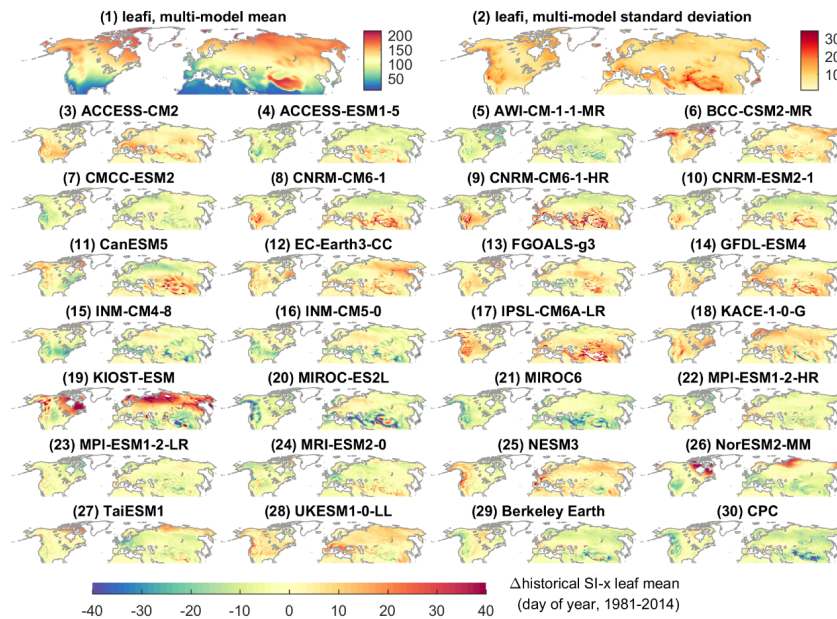 (1) leafi, multi-model mean
(2) leafi, multi-model standard deviation
200
150
100
50
30
20
10
(3) ACCESS-CM2
(4) ACCESS-ESM1-5
(5) AWI-CM-1-1-MR
(6) BCC-CSM2-MR
(7) CMCC-ESM2
(8) CNRM-CM6-1
(9) CNRM-CM6-1-HR
(10) CNRM-ESM2-1
(11) CanESM5
(12) EC-Earth3-CC
(13) FGOALS-g3
(14) GFDL-ESM4
(15) INM-CM4-8
(16) INM-CM5-0
(17) IPSL-CM6A-LR
(18) KACE-1-0-G
(19) KIOST-ESM
(20) MIROC-ES2L
(21) MIROC6
(22) MPI-ESM1-2-HR
(23) MPI-ESM1-2-LR
(24) MRI-ESM2-0
(25) NESM3
(26) NorESM2-MM
(27) TaiESM1
(28) UKESM1-0-LL
(29) Berkeley Earth
(30) CPC
-40 -30 -20 -10 0 10 20 30 40
Δhistorical SI-x leaf mean
(day of year, 1981-2014)